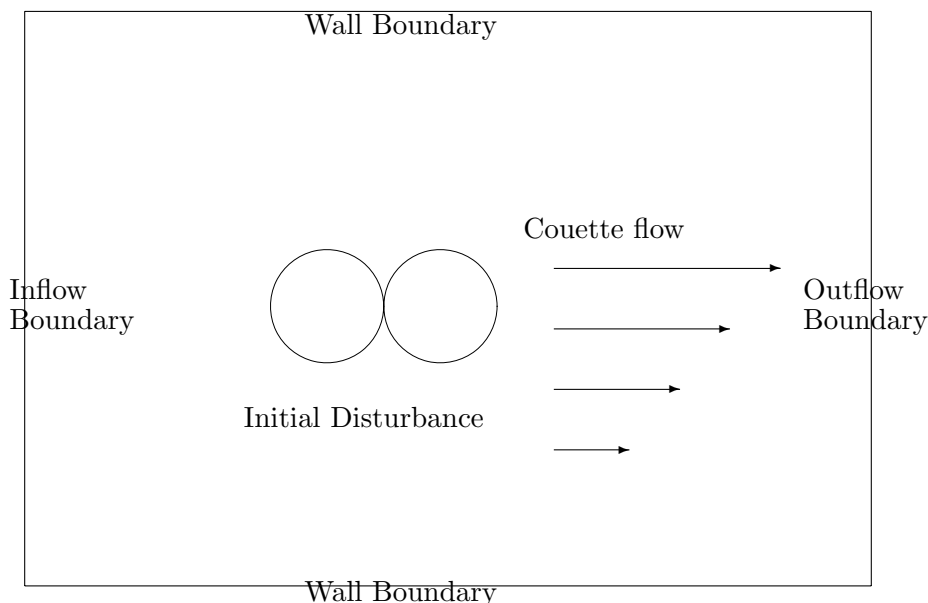 Wall Boundary
Couette flow
Inflow
Boundary
Outflow
Boundary
Initial Disturbance
Wall Boundary